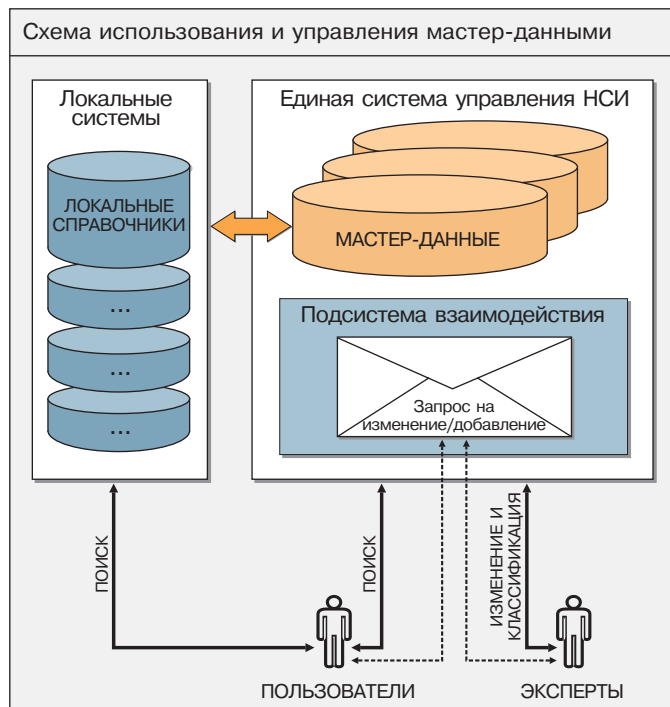 Схема использования и управления мастер-данными
Локальные
системы
ЛОКАЛЬНЫЕ
СПРАВОЧНИКИ
...
...
...
Единая система управления НСИ
МАСТЕР-ДАННЫЕ
Подсистема взаимодействия
Запрос на
изменение/добавление
ПОИСК
ПОИСК
ИЗМЕНЕНИЕ И
КЛАССИФИКАЦИЯ
ПОЛЬЗОВАТЕЛИ
ЭКСПЕРТЫ